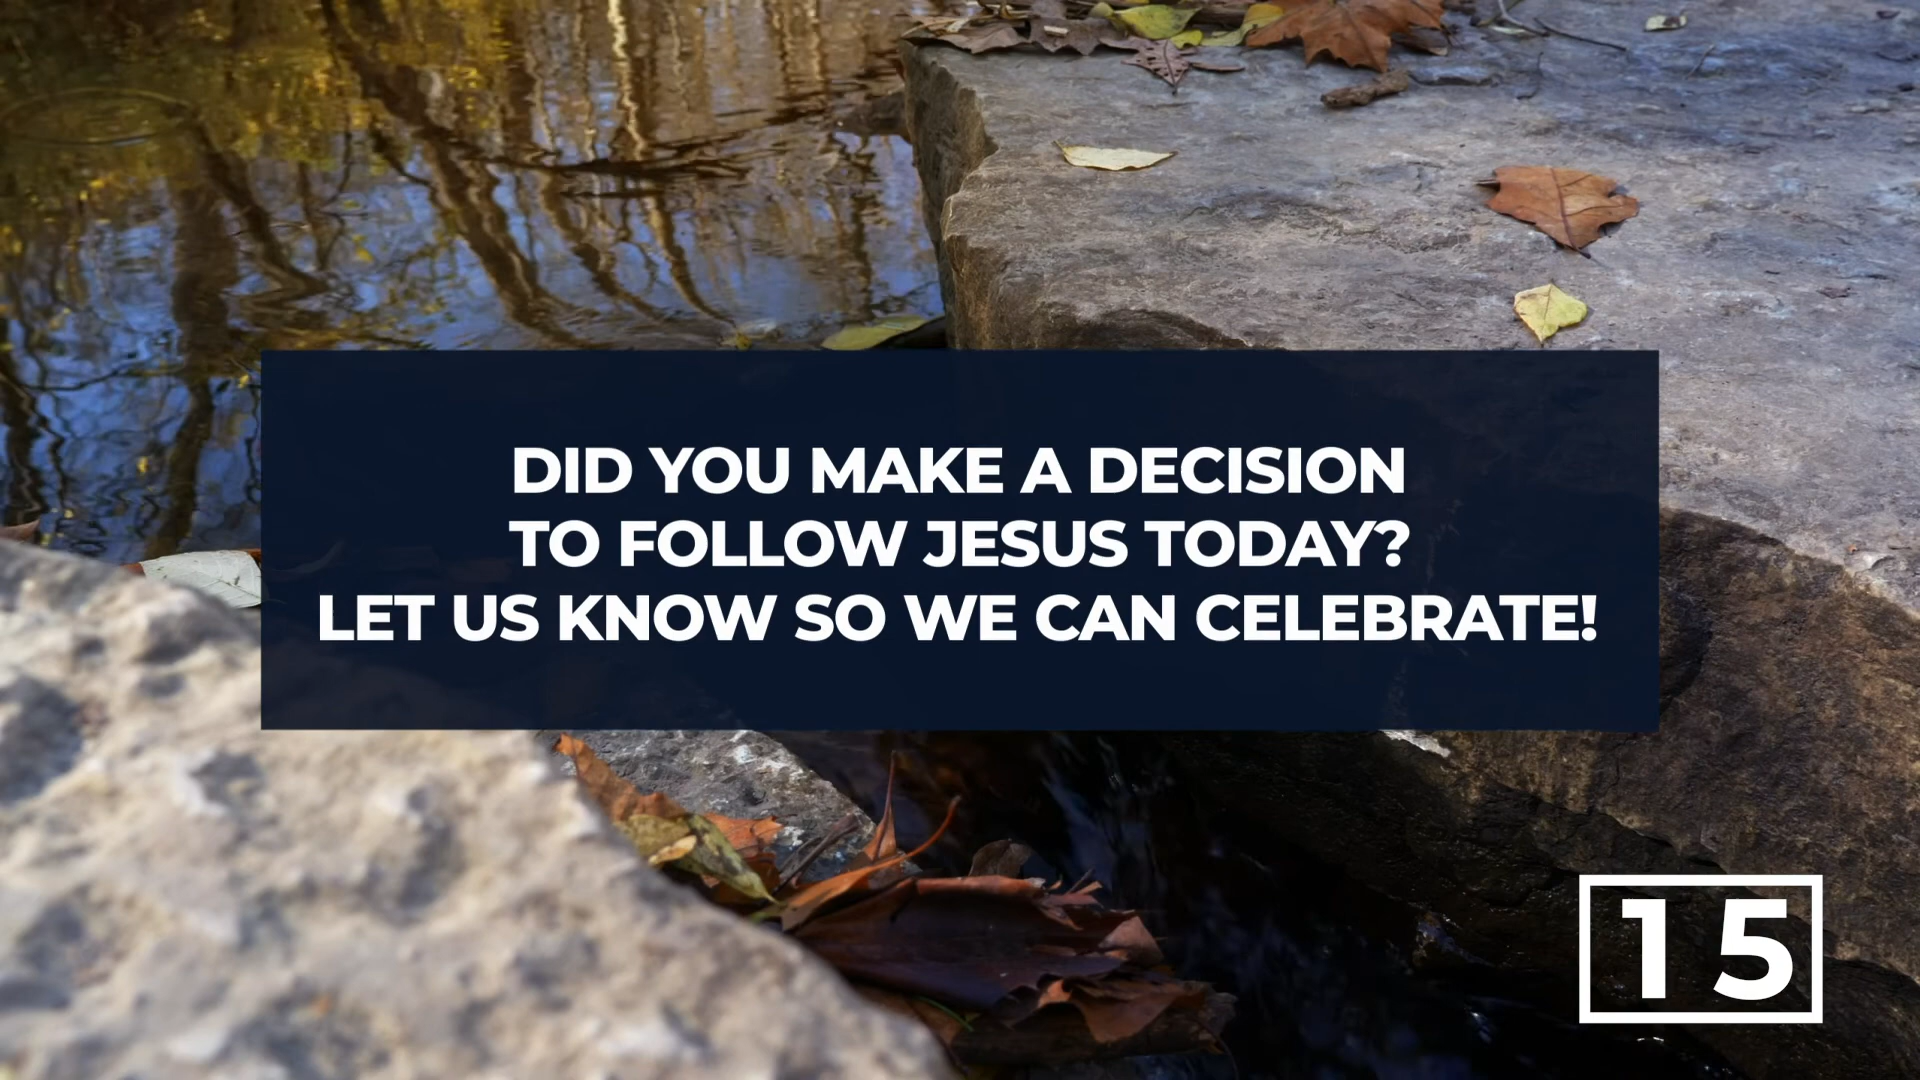 DID YOU MAKE A DECISION
TO FOLLOW JESUS TODAY?
LET US KNOW SO WE CAN CELEBRATE!
15